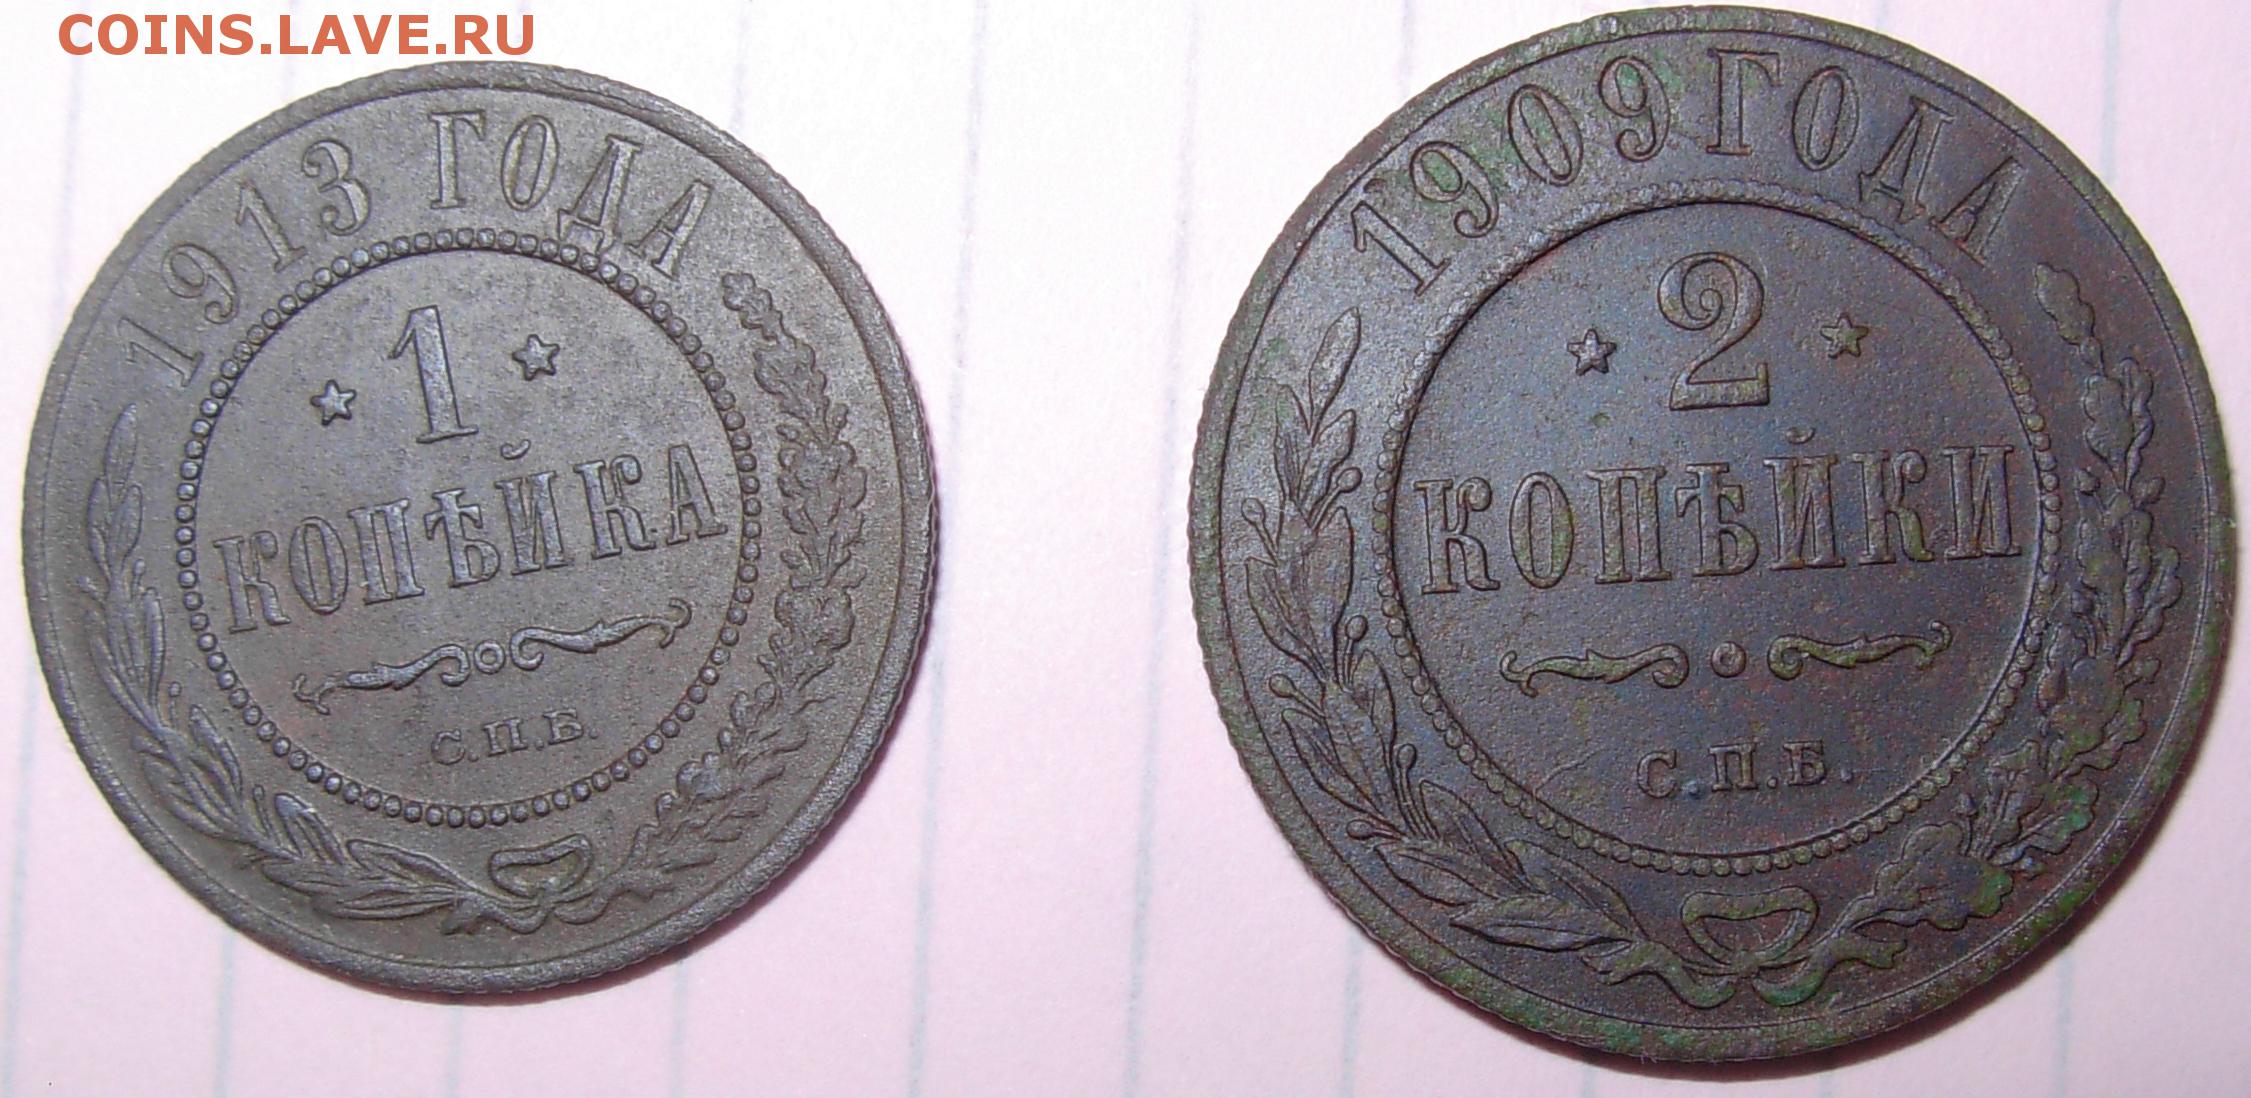 COINS.LAVE.RU
1913 ГОДА
1
КОПѢЙКА
С.П.Б.
1909 ГОДА
2
КОПѢЙКИ
С.П.Б.